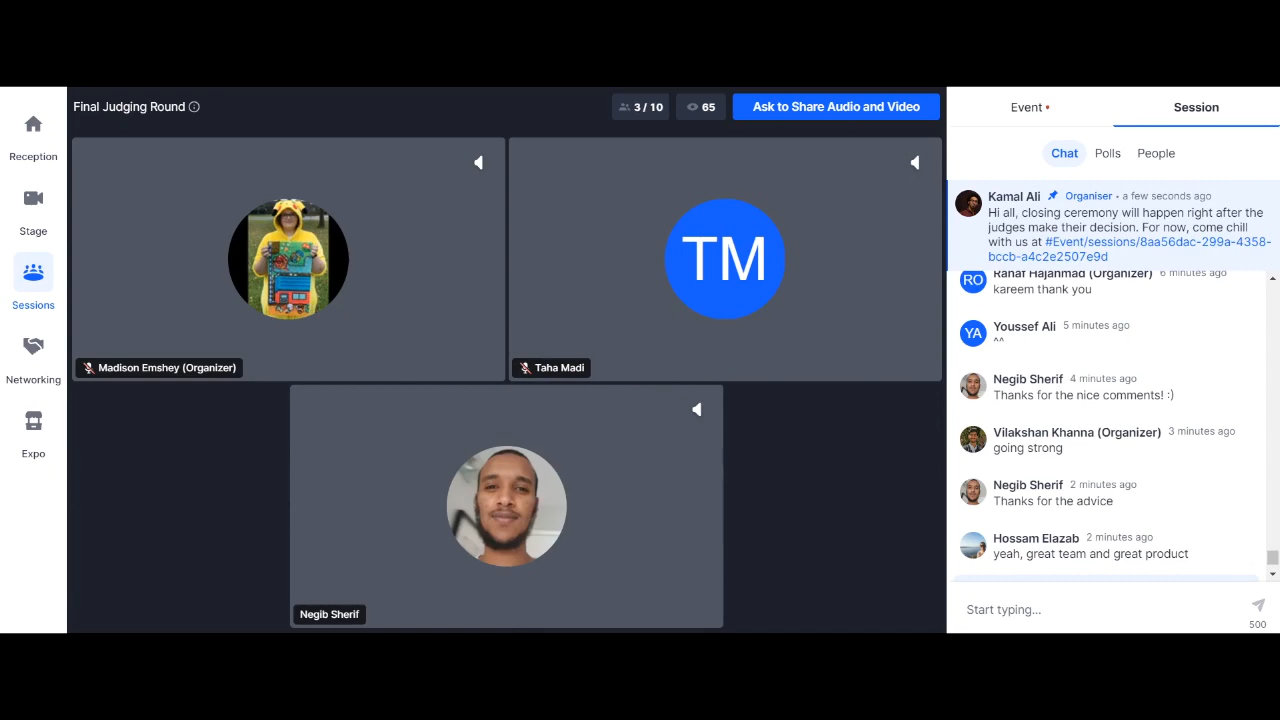 Final Judging Round
3 / 10
65
Ask to Share Audio and Video
Event
Session
Reception
Stage
Sessions
Networking
Expo
Madison Emshey (Organizer)
TM
Taha Madi
Negib Sherif
Chat
Polls
People
Kamal Ali Organiser • a few seconds ago
Hi all, closing ceremony will happen right after the
judges make their decision. For now, come chill
with us at #Event/sessions/8aa56dac-299a-4358-
bccb-a4c2e2507e9d
RO
(Organizer) 6 minutes ago
kareem thank you
YA
Youssef Ali 5 minutes ago
^^
Negib Sherif 4 minutes ago
Thanks for the nice comments! :)
Vilakshan Khanna (Organizer) 3 minutes ago
going strong
Negib Sherif 2 minutes ago
Thanks for the advice
Hossam Elazab 2 minutes ago
yeah, great team and great product
Start typing...
500